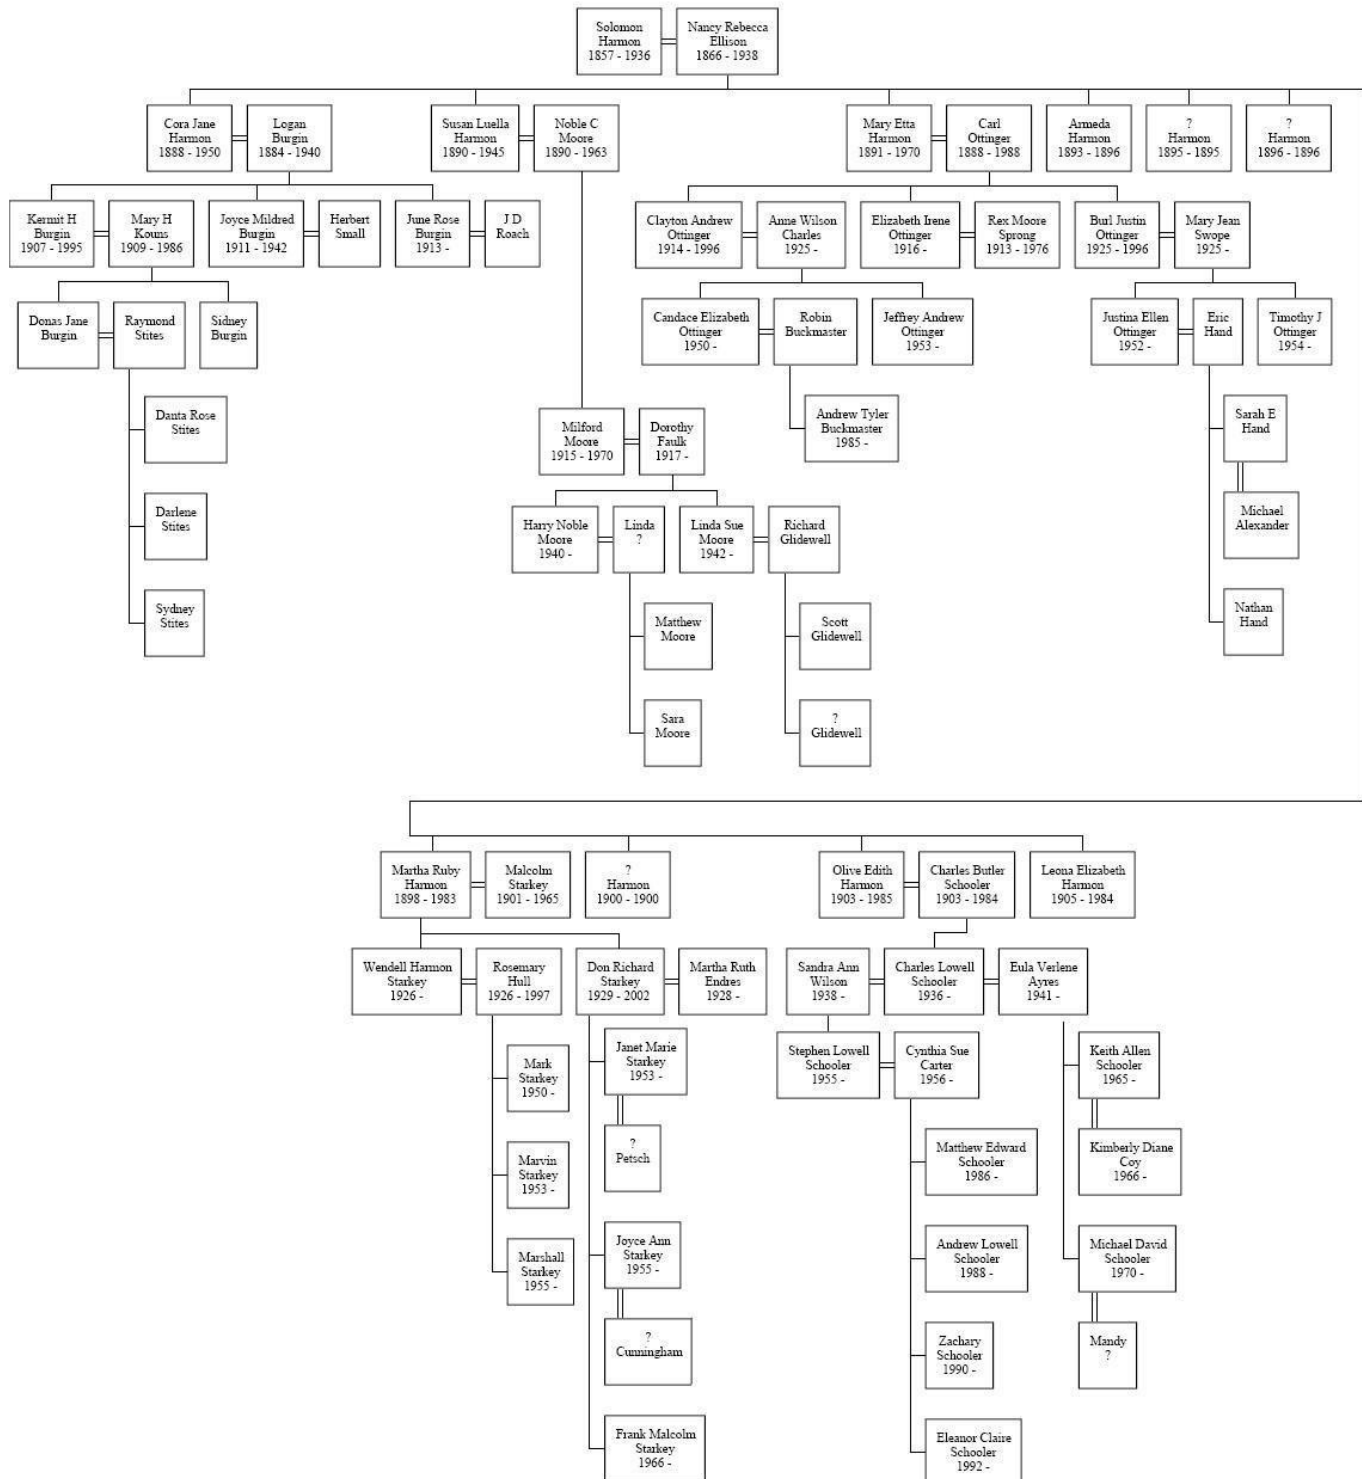 Solomon
Harmon
1857 - 1936
Nancy Rebecca
Ellison
1866 - 1938
Cora Jane
Harmon
1888 - 1950
Logan
Burgin
1884 - 1940
Susan Luella
Harmon
1890 - 1945
Noble C
Moore
1890 - 1963
Mary Etta
Harmon
1891 - 1970
Carl
Ottinger
1888 - 1988
Armeda
Harmon
1893 - 1896
?
Harmon
1895 - 1895
?
Harmon
1896 - 1896
Kermit H
Burgin
1907 - 1995
Mary H
Kouns
1909 - 1986
Joyce Mildred
Burgin
1911 - 1942
Herbert
Small
June Rose
Burgin
1913 -
J D
Roach
Clayton Andrew
Ottinger
1914 - 1996
Anne Wilson
Charles
1925 -
Elizabeth Irene
Ottinger
1916 -
Rex Moore
Sprong
1913 - 1976
Burl Justin
Ottinger
1925 - 1996
Mary Jean
Swope
1925 -
Donas Jane
Burgin
Raymond
Stites
Sidney
Burgin
Candace Elizabeth
Ottinger
1950 -
Robin
Buckmaster
Jeffrey Andrew
Ottinger
1953 -
Justina Ellen
Ottinger
1952 -
Eric
Hand
Timothy J
Ottinger
1954 -
Danta Rose
Stites
Milford
Moore
1915 - 1970
Dorothy
Faulk
1917 -
Andrew Tyler
Buckmaster
1985 -
Sarah E
Hand
Darlene
Stites
Harry Noble
Moore
1940 -
Linda
?
Linda Sue
Moore
1942 -
Richard
Glidewell
Michael
Alexander
Sydney
Stites
Matthew
Moore
Scott
Glidewell
Nathan
Hand
Sara
Moore
?
Glidewell
Martha Ruby
Harmon
1898 - 1983
Malcolm
Starkey
1901 - 1965
?
Harmon
1900 - 1900
Olive Edith
Harmon
1903 - 1985
Charles Butler
Schooler
1903 - 1984
Leona Elizabeth
Harmon
1905 - 1984
Wendell Harmon
Starkey
1926 -
Rosemary
Hull
1926 - 1997
Don Richard
Starkey
1929 - 2002
Martha Ruth
Endres
1928 -
Sandra Ann
Wilson
1938 -
Charles Lowell
Schooler
1936 -
Eula Verlene
Ayres
1941 -
Mark
Starkey
1950 -
Janet Marie
Starkey
1953 -
Stephen Lowell
Schooler
1955 -
Cynthia Sue
Carter
1956 -
Keith Allen
Schooler
1965 -
Marvin
Starkey
1953 -
?
Petsch
Matthew Edward
Schooler
1986 -
Kimberly Diane
Coy
1966 -
Marshall
Starkey
1955 -
Joyce Ann
Starkey
1955 -
Andrew Lowell
Schooler
1988 -
Michael David
Schooler
1970 -
?
Cunningham
Zachary
Schooler
1990 -
Mandy
?
Frank Malcolm
Starkey
1966 -
Eleanor Claire
Schooler
1992 -